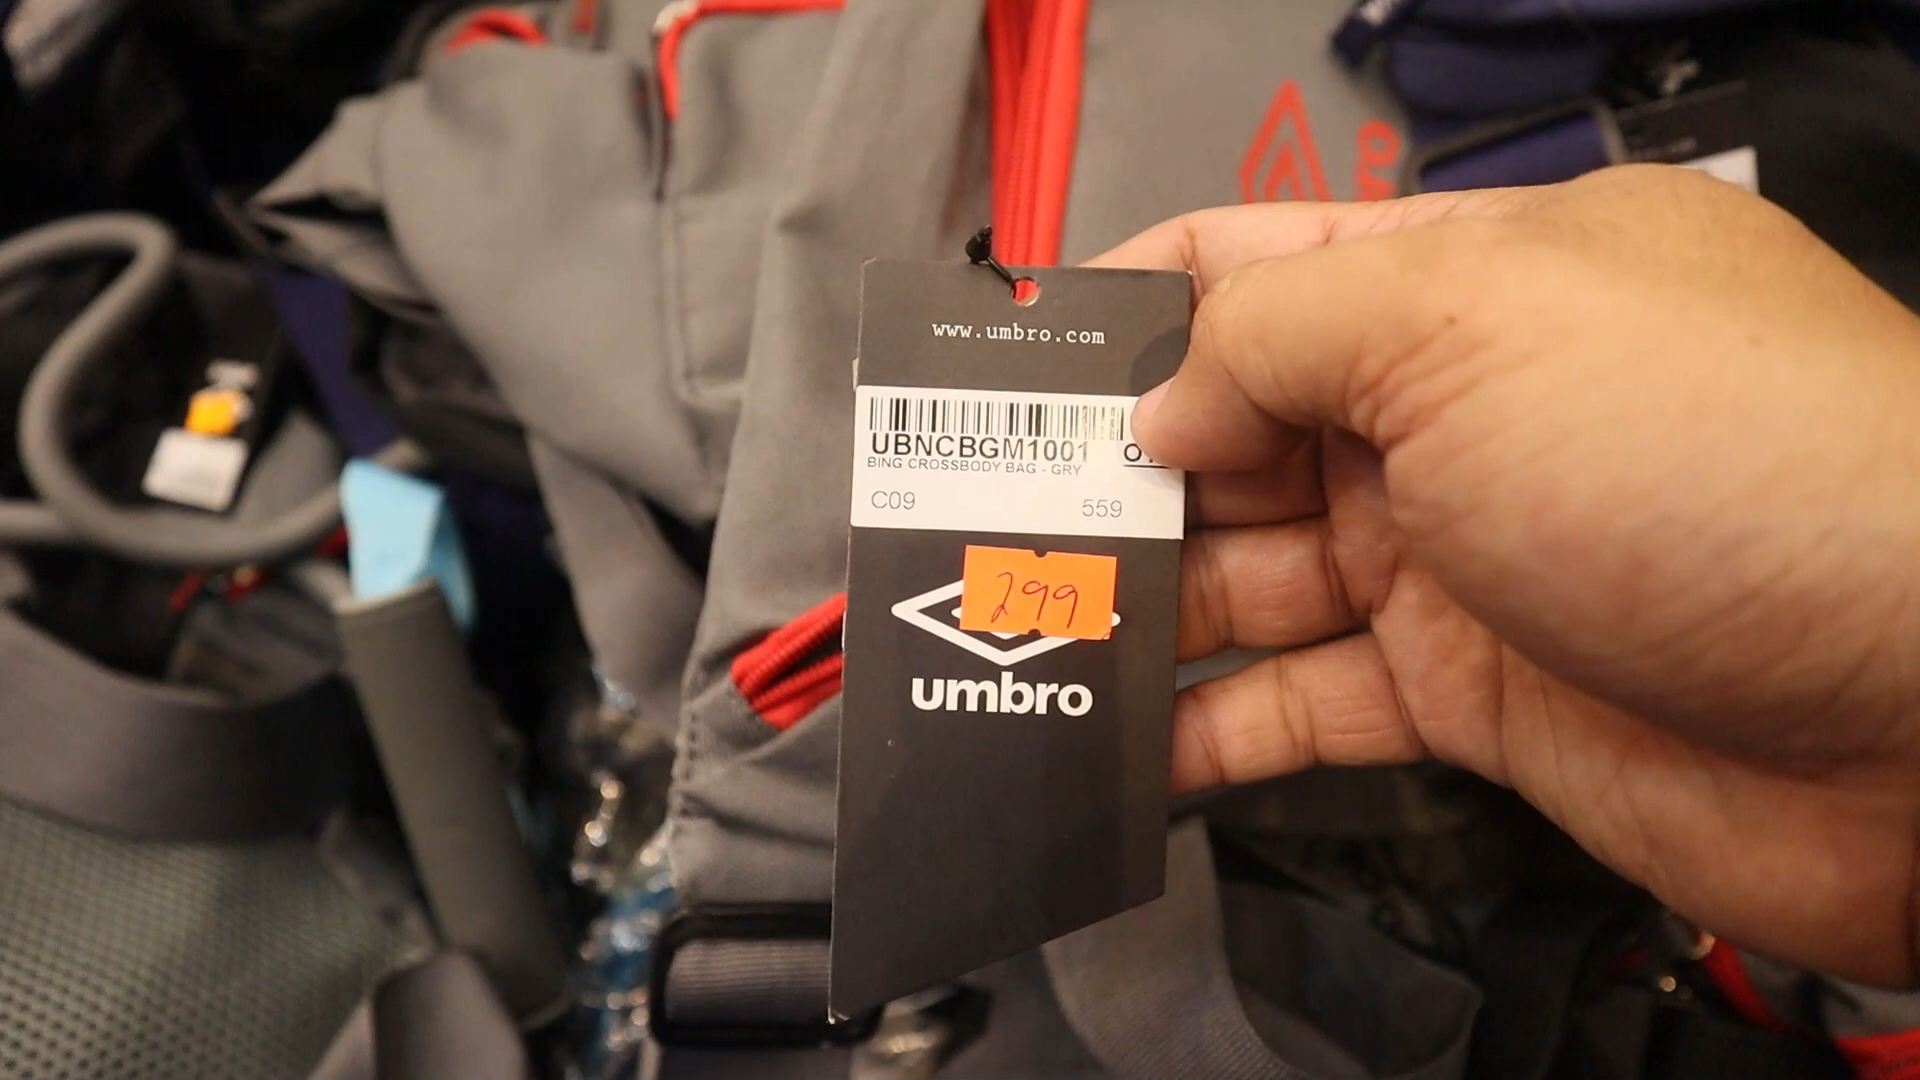 www.umbro.com
UBNCBGM1001
BING CROSSBODY BAG - GRY
C09 559
299
umbro